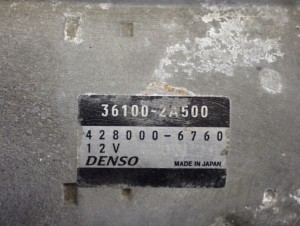 36100-2A500
428000-6760
12V
DENSO
MADE IN JAPAN